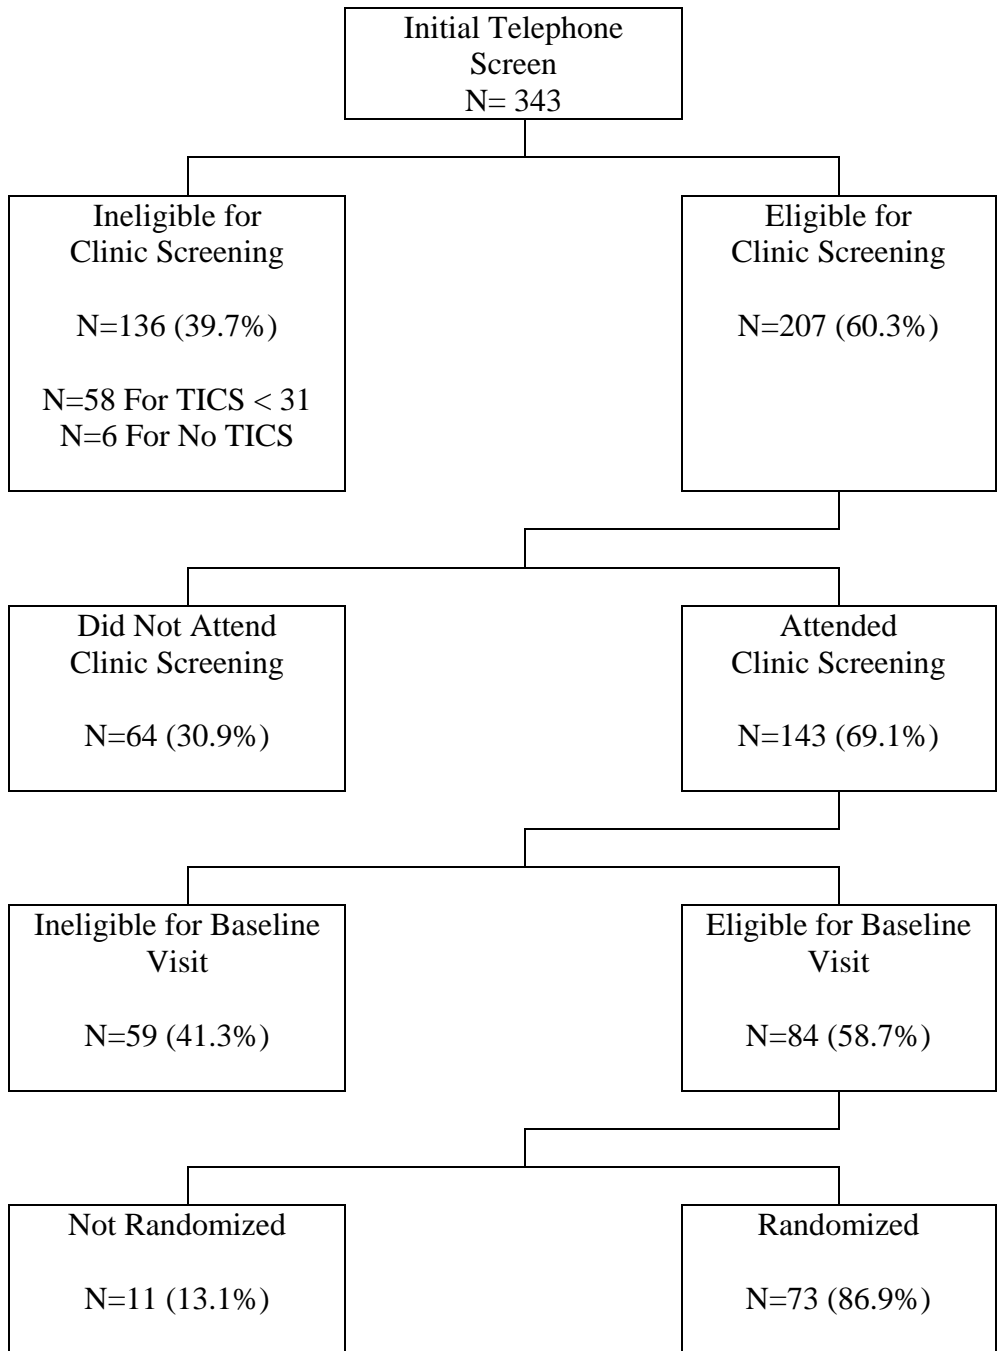 Initial Telephone
Screen
N= 343
Ineligible for
Clinic Screening
N=136 (39.7%)
N=58 For TICS < 31
N=6 For No TICS
Eligible for
Clinic Screening
N=207 (60.3%)
Did Not Attend
Clinic Screening
N=64 (30.9%)
Attended
Clinic Screening
N=143 (69.1%)
Ineligible for Baseline
Visit
N=59 (41.3%)
Eligible for Baseline
Visit
N=84 (58.7%)
Not Randomized
N=11 (13.1%)
Randomized
N=73 (86.9%)